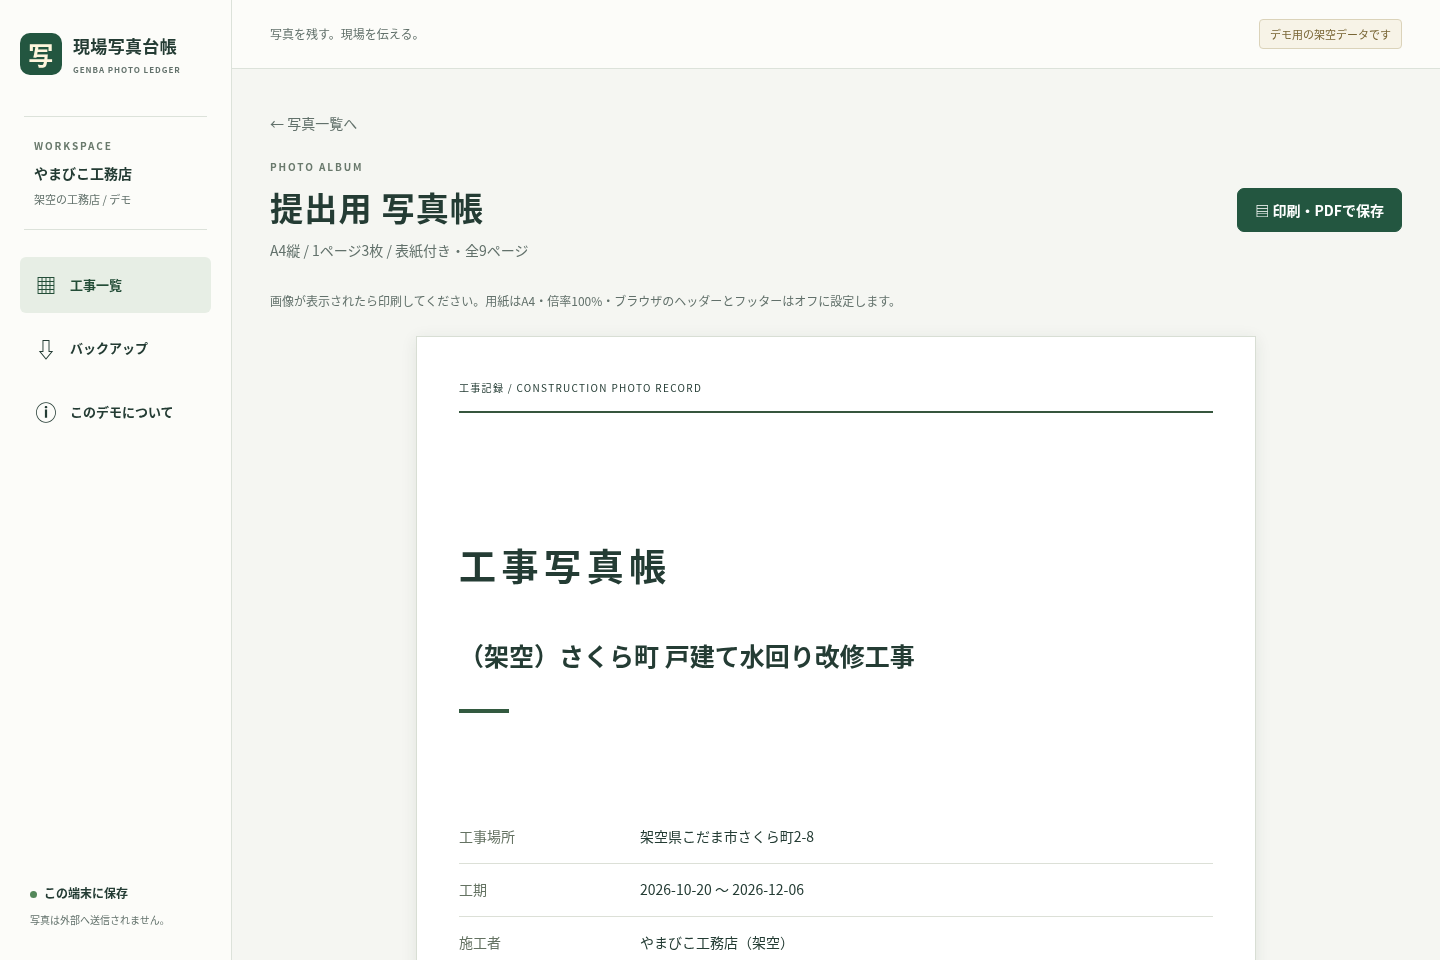 写
現場写真台帳
GENBA PHOTO LEDGER
WORKSPACE
やまびこ工務店
架空の工務店 / デモ
工事一覧
バックアップ
このデモについて
この端末に保存
写真は外部へ送信されません。
写真を残す。現場を伝える。
デモ用の架空データです
← 写真一覧へ
PHOTO ALBUM
提出用 写真帳
A4縦 / 1ページ3枚 / 表紙付き・全9ページ
印刷・PDFで保存
画像が表示されたら印刷してください。用紙はA4・倍率100%・ブラウザのヘッダーとフッターはオフに設定します。
工事記録 / CONSTRUCTION PHOTO RECORD
工事写真帳
（架空）さくら町 戸建て水回り改修工事
工事場所 架空県こだま市さくら町2-8
工期 2026-10-20 〜 2026-12-06
施工者 やまびこ工務店（架空）